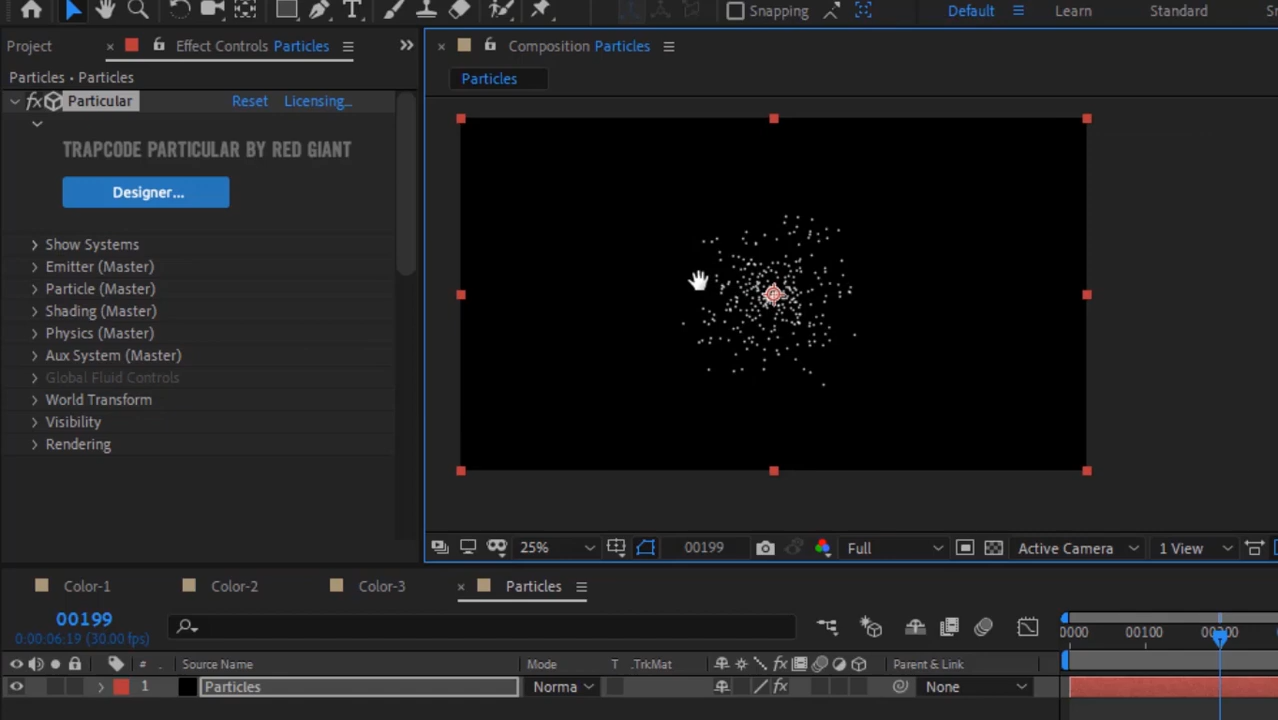 Snapping
Default
Learn
Standard
Project
Effect Controls Particles
Composition Particles
Particles • Particles
Particles
fx Particular
Reset
Licensing...
TRAPCODE PARTICULAR BY RED GIANT
Designer...
Show Systems
Emitter (Master)
Particle (Master)
Shading (Master)
Physics (Master)
Aux System (Master)
Global Fluid Controls
World Transform
Visibility
Rendering
25%
00199
Full
Active Camera
1 View
Color-1
Color-2
Color-3
Particles
00199
0:00:06:19 (30.00 fps)
0000
00100
00200
#
Source Name
Mode
T
.TrkMat
fx
Parent & Link
1
Particles
Norma
fx
None